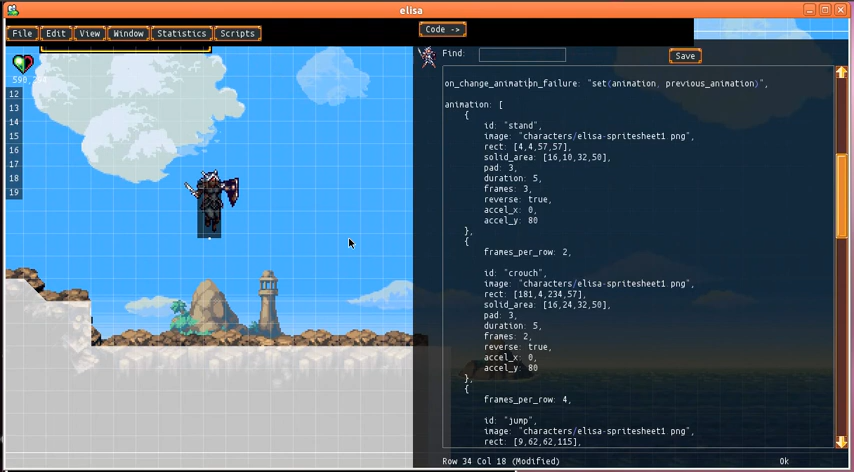 elisa
File Edit View Window Statistics Scripts
Code ->
Find:
Save
12
13
14
15
16
17
18
19
on_change_animation_failure: "set(animation, previous_animation)",
animation: [
{
id: "stand",
image: "characters/elisa-spritesheet1 png",
rect: [4,4,57,57],
solid_area: [16,10,32,50],
pad: 3,
duration: 5,
frames: 3,
reverse: true,
accel_x: 0,
accel_y: 80
},
{
frames_per_row: 2,
id: "crouch",
image: "characters/elisa-spritesheet1 png",
rect: [181,4,234,57],
solid_area: [16,24,32,50],
pad: 3,
duration: 5,
frames: 2,
reverse: true,
accel_x: 0,
accel_y: 80
},
{
frames_per_row: 4,
id: "jump",
image: "characters/elisa-spritesheet1 png",
rect: [9,62,62,115],
Row 34 Col 18 (Modified)
Ok